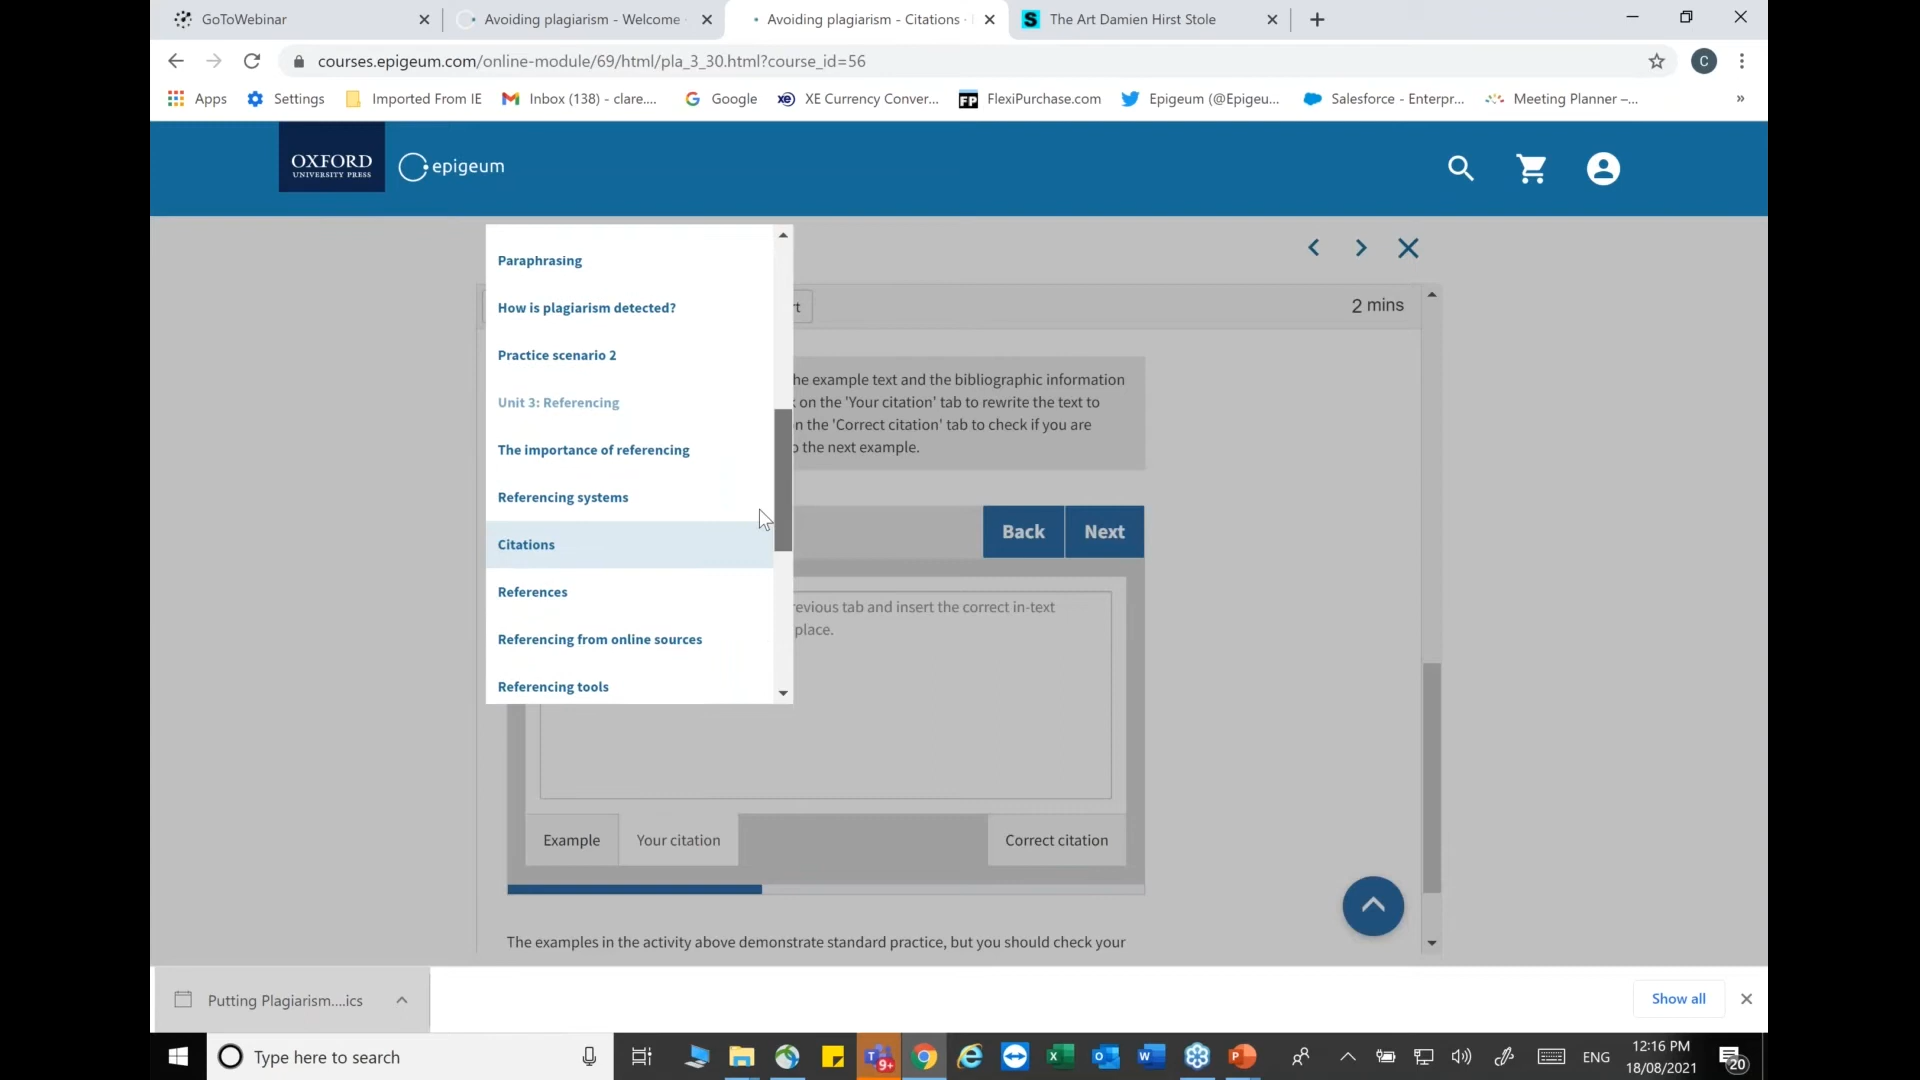 GoToWebinar
Avoiding plagiarism - Welcome
Avoiding plagiarism - Citations
The Art Damien Hirst Stole
courses.epigeum.com/online-module/69/html/pla_3_30.html?course_id=56
C
Apps
Settings
Imported From IE
Inbox (138) - clare....
Google
XE Currency Conver...
FlexiPurchase.com
Epigeum (@Epigeu...
Salesforce - Enterpr...
Meeting Planner –...
»
OXFORD
UNIVERSITY PRESS
epigeum
Paraphrasing
How is plagiarism detected?
Practice scenario 2
Unit 3: Referencing
The importance of referencing
Referencing systems
Citations
References
Referencing from online sources
Referencing tools
2 mins
he example text and the bibliographic information
on the 'Your citation' tab to rewrite the text to
n the 'Correct citation' tab to check if you are
the next example.
Back
Next
revious tab and insert the correct in-text
place.
Example
Your citation
Correct citation
The examples in the activity above demonstrate standard practice, but you should check your
Putting Plagiarism....ics
Show all
Type here to search
9+
ENG
12:16 PM
18/08/2021
20